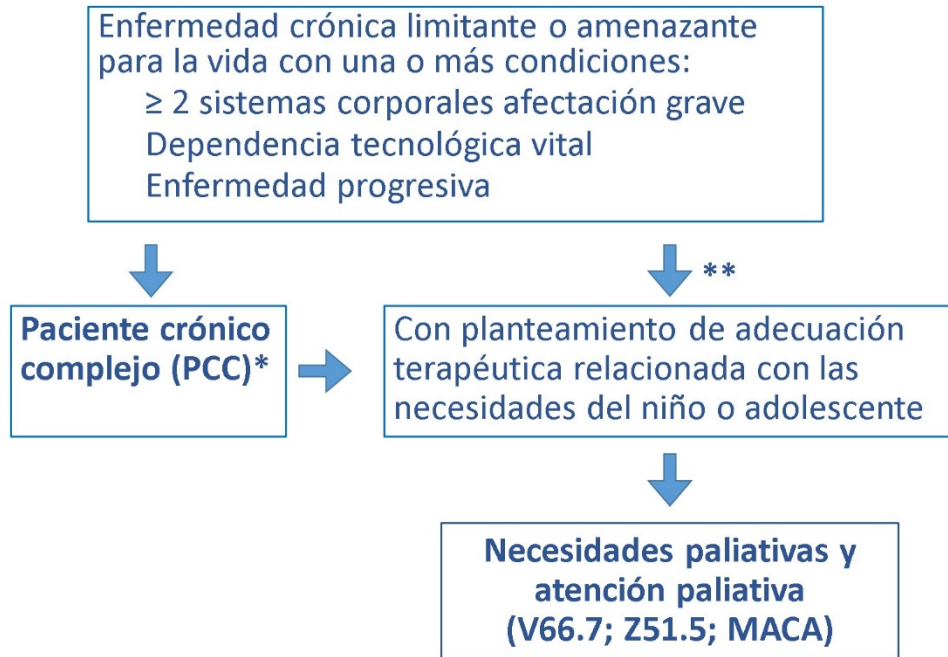 Enfermedad crónica limitante o amenazante
para la vida con una o más condiciones:
≥ 2 sistemas corporales afectación grave
Dependencia tecnológica vital
Enfermedad progresiva
**
Paciente crónico
complejo (PCC)*
Con planteamiento de adecuación
terapéutica relacionada con las
necesidades del niño o adolescente
Necesidades paliativas y
atención paliativa
(V66.7; Z51.5; MACA)